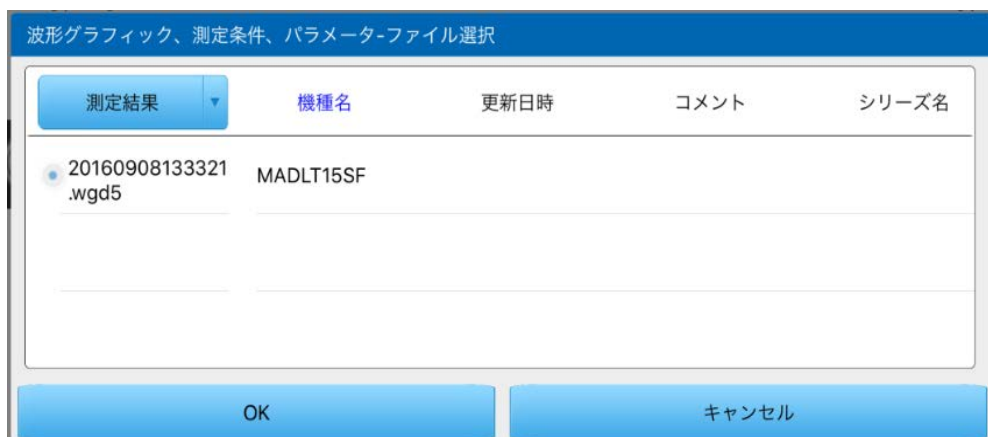 波形グラフィック、測定条件、パラメータ-ファイル選択
測定結果 ▼ 機種名 更新日時 コメント シリーズ名
20160908133321 MADLT15SF
.wgd5
OK キャンセル